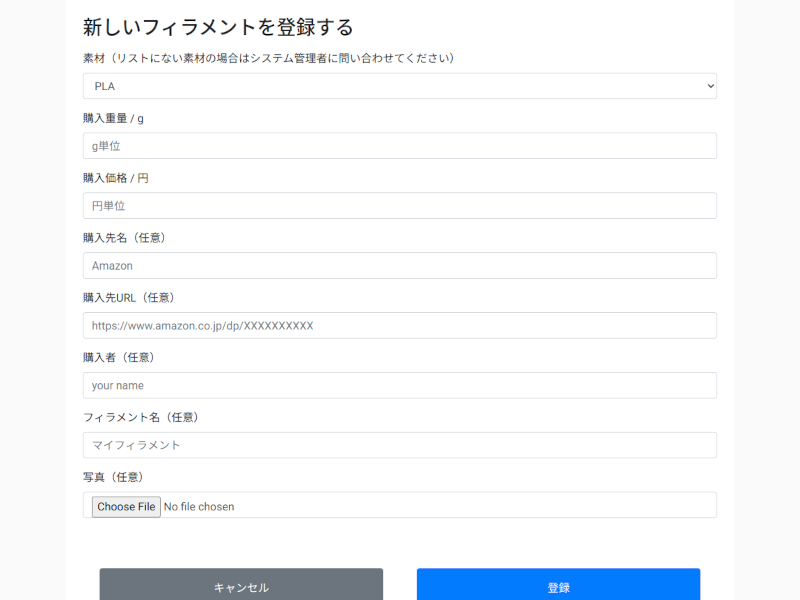 新しいフィラメントを登録する
素材（リストにない素材の場合はシステム管理者に問い合わせてください）
PLA
購入重量 / g
g単位
購入価格 / 円
円単位
購入先名（任意）
Amazon
購入先URL（任意）
https://www.amazon.co.jp/dp/XXXXXXXXXX
購入者（任意）
your name
フィラメント名（任意）
マイフィラメント
写真（任意）
Choose File No file chosen
キャンセル 登録